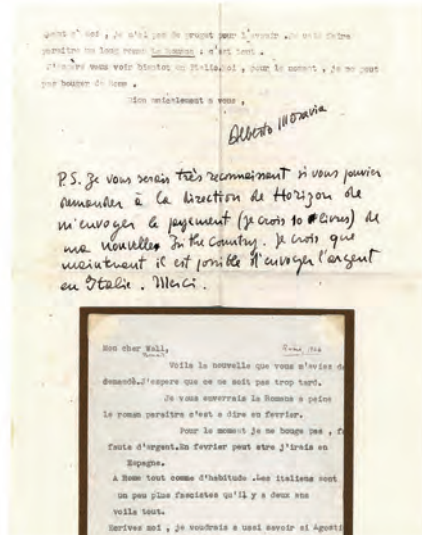 Quant a' moi , je n'ai pas de projet pour l'avenir .Je vais faire
paraitre un long roman La Romana : c'est tout .
J'espère vous voir bientot en Italie.Moi , pour le moment , je ne peut
pas bouger de Rome .
Bien amicalement a vous ,
Alberto Moravia
P.S. Je vous serais très reconnaissant si vous pouviez
demander à la direction de Horizon de
m'envoyer le payement (je crois 10 livres) de
ma nouvelle In the Country. Je crois que
maintenant il est possible d'envoyer l'argent
en Italie. Merci.
Mon cher Wall,
Voila la nouvelle que vous m'aviez de
demandè.J'espere que ce ne soit pas trop tard.
Je vous enverrais la Romana a peine
le roman paraitre c'est a dire en fevrier.
Pour le moment je ne bouge pas , f
faute d'argent.En fevrier peut etre j'irais en
Espagne.
A Rome tout comme d'habitude .Les italiens sont
un peu plus fascistes qu'il y a deux ans
voila tout.
Ecrives moi , je voudrais a ussi savoir si Agosti